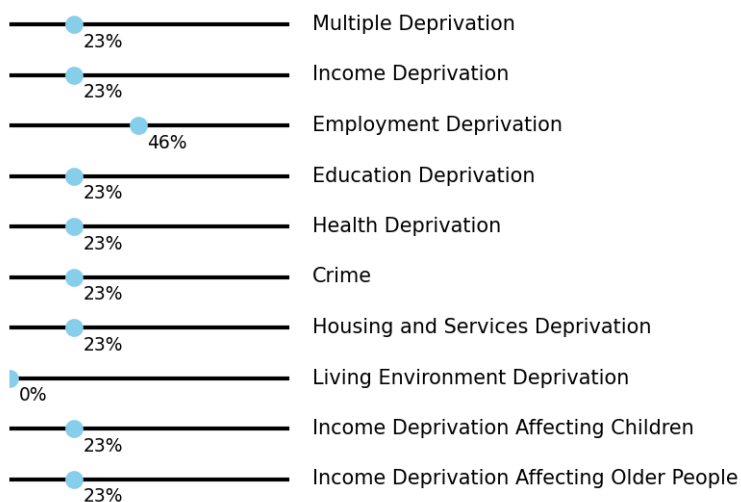 Multiple Deprivation
23%
Income Deprivation
23%
Employment Deprivation
46%
Education Deprivation
23%
Health Deprivation
23%
Crime
23%
Housing and Services Deprivation
23%
Living Environment Deprivation
0%
Income Deprivation Affecting Children
23%
Income Deprivation Affecting Older People
23%